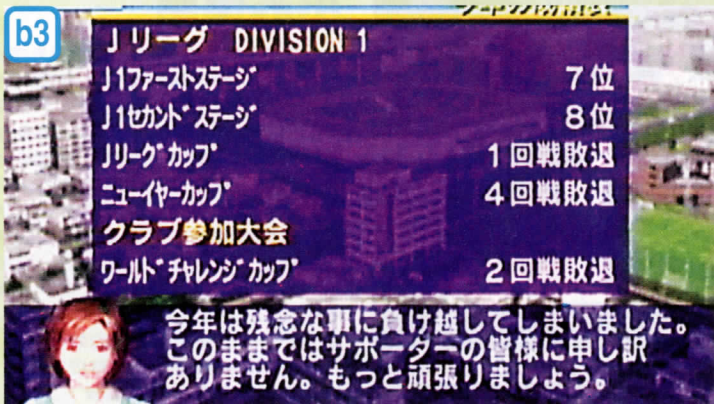 b3
Jリーグ DIVISION 1
J1ファーストステージ 7位
J1セカンドステージ 8位
Jリーグカップ 1回戦敗退
ニューイヤーカップ 4回戦敗退
クラブ参加大会
ワールドチャレンジカップ 2回戦敗退
今年は残念な事に負け越してしまいました。
このままではサポーターの皆様に申し訳
ありません。もっと頑張りましょう。